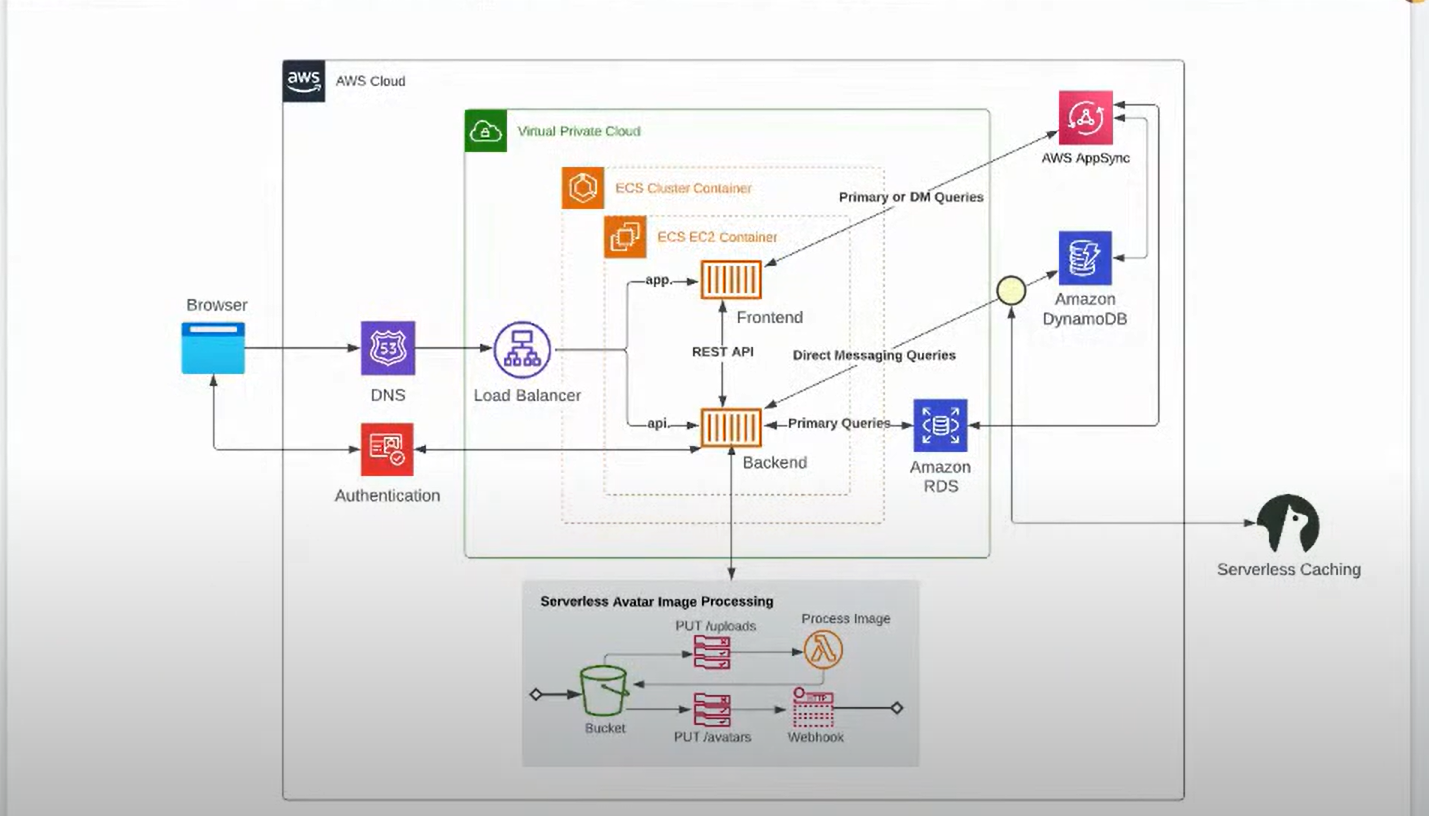 aws
AWS Cloud
Virtual Private Cloud
AWS AppSync
ECS Cluster Container
Primary or DM Queries
ECS EC2 Container
app.
Frontend
Amazon
DynamoDB
Browser
53
DNS
Load Balancer
REST API
Direct Messaging Queries
api.
Primary Queries
Backend
Amazon
RDS
Authentication
Serverless Caching
Serverless Avatar Image Processing
PUT /uploads
Process Image
Bucket
PUT /avatars
HTTP
Webhook